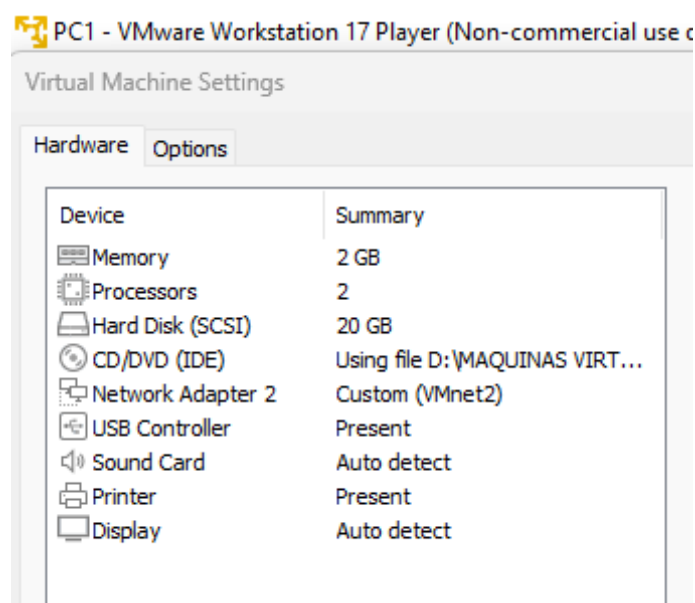 PC1 - VMware Workstation 17 Player (Non-commercial use
Virtual Machine Settings
Hardware Options
Device Summary
Memory 2 GB
Processors 2
Hard Disk (SCSI) 20 GB
CD/DVD (IDE) Using file D:\MAQUINAS VIRT...
Network Adapter 2 Custom (VMnet2)
USB Controller Present
Sound Card Auto detect
Printer Present
Display Auto detect